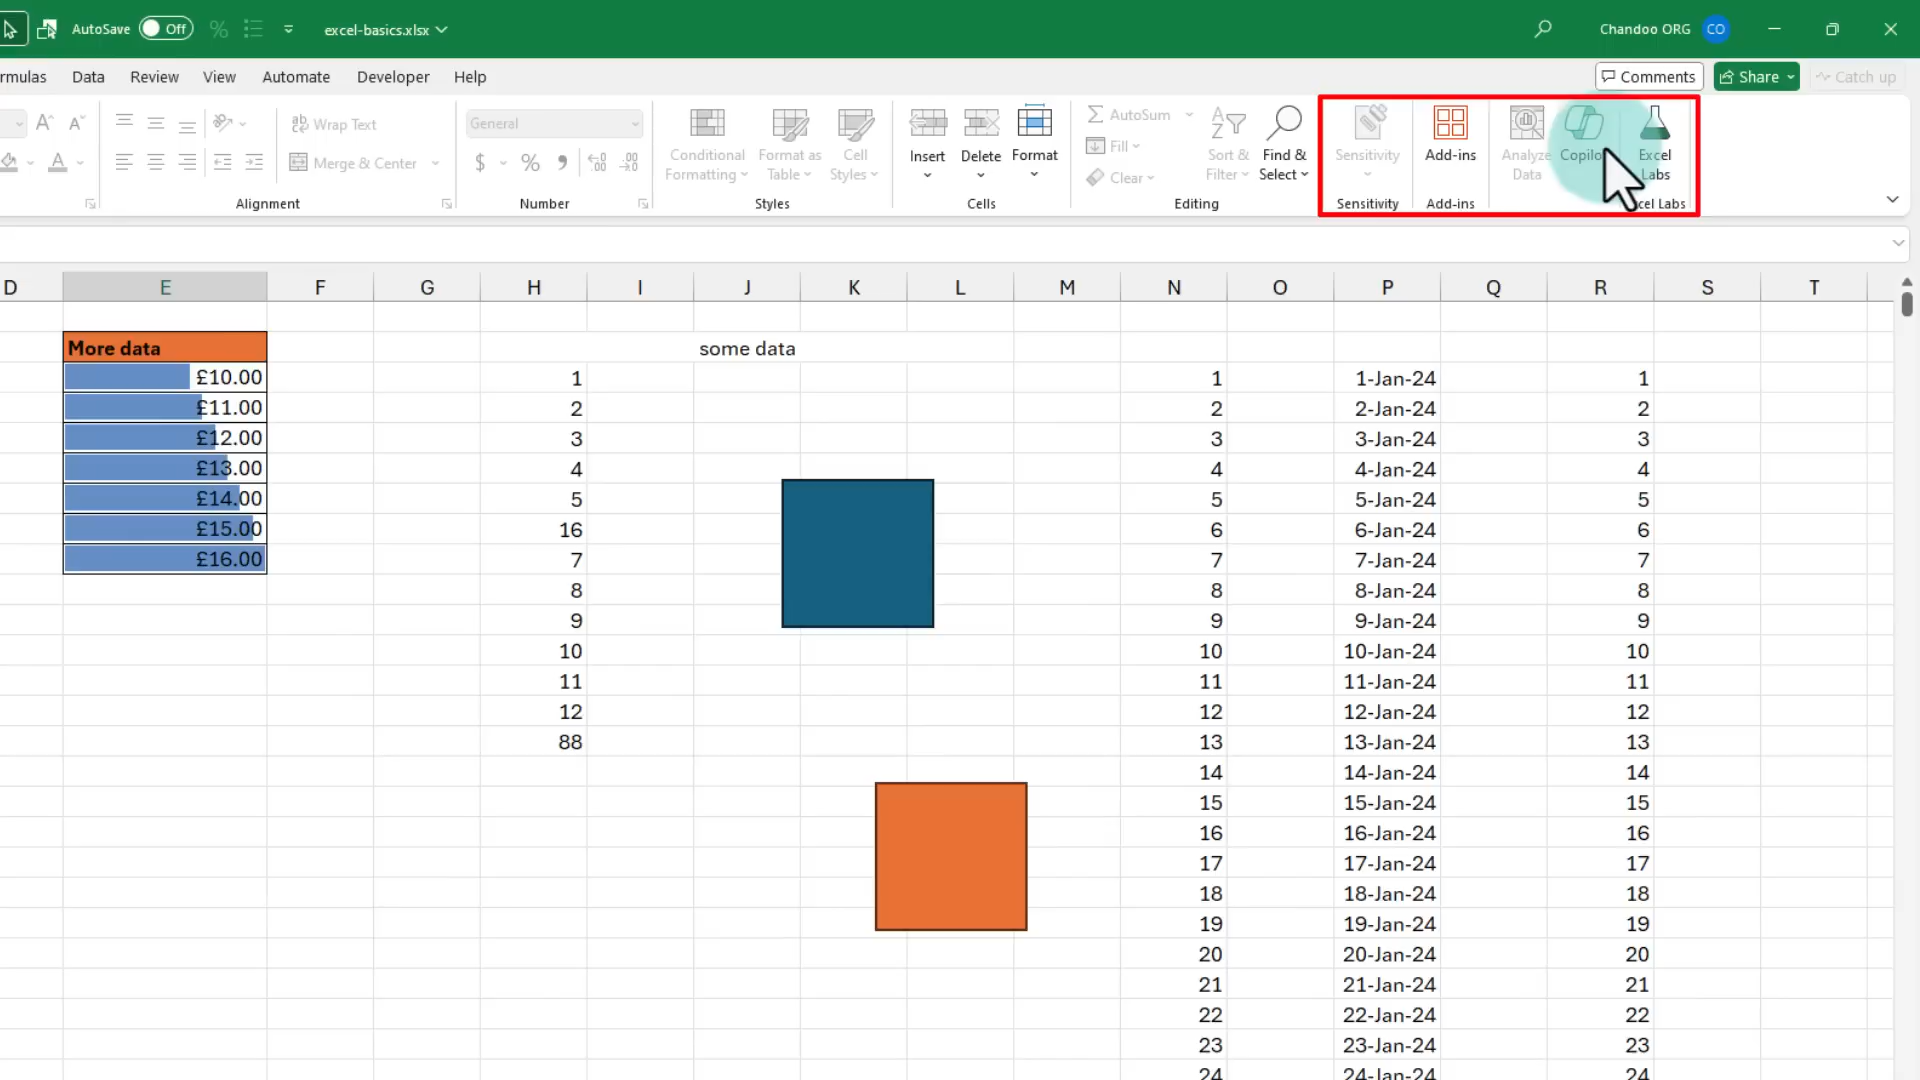 AutoSave Off excel-basics.xlsx Chandoo ORG CO
rmulas Data Review View Automate Developer Help Comments Share Catch up
Wrap Text
Merge & Center
Alignment
General
$ % 9
Number
Conditional Formatting
Format as Table
Cell Styles
Styles
Insert Delete Format
Cells
AutoSum
Fill
Clear
Sort & Filter
Find & Select
Editing
Sensitivity
Sensitivity
Add-ins
Add-ins
Analyze Data
Copilo
Excel Labs
cel Labs
D E F G H I J K L M N O P Q R S T
More data some data
£10.00 1 1 1-Jan-24 1
£11.00 2 2 2-Jan-24 2
£12.00 3 3 3-Jan-24 3
£13.00 4 4 4-Jan-24 4
£14.00 5 5 5-Jan-24 5
£15.00 16 6 6-Jan-24 6
£16.00 7 7 7-Jan-24 7
8 8 8-Jan-24 8
9 9 9-Jan-24 9
10 10 10-Jan-24 10
11 11 11-Jan-24 11
12 12 12-Jan-24 12
88 13 13-Jan-24 13
14 14-Jan-24 14
15 15-Jan-24 15
16 16-Jan-24 16
17 17-Jan-24 17
18 18-Jan-24 18
19 19-Jan-24 19
20 20-Jan-24 20
21 21-Jan-24 21
22 22-Jan-24 22
23 23-Jan-24 23
24 24-Jan-24 24